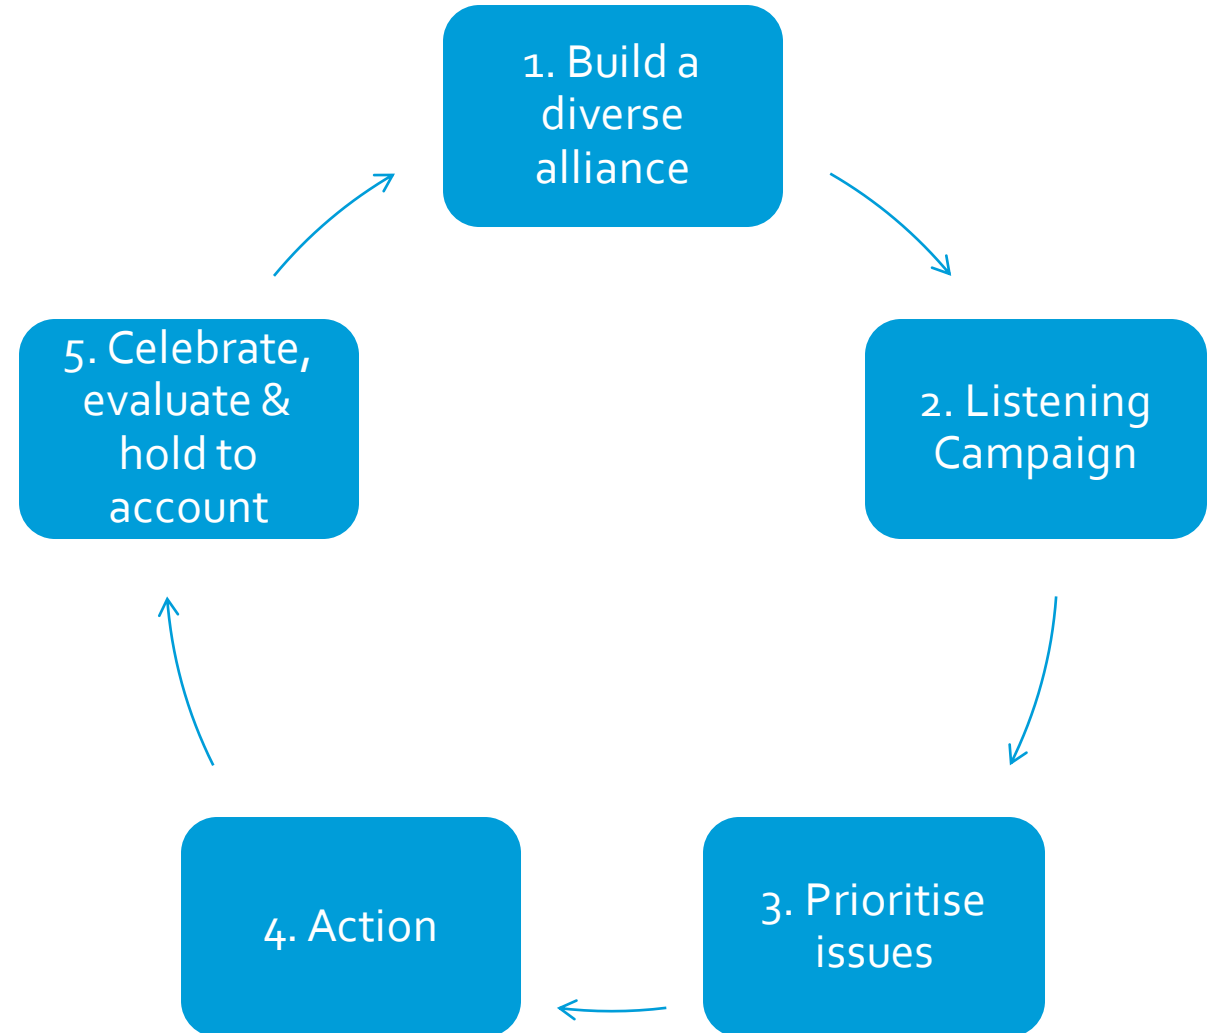 1. Build a
diverse
alliance
2. Listening
Campaign
3. Prioritise
issues
4. Action
5. Celebrate,
evaluate &
hold to
account